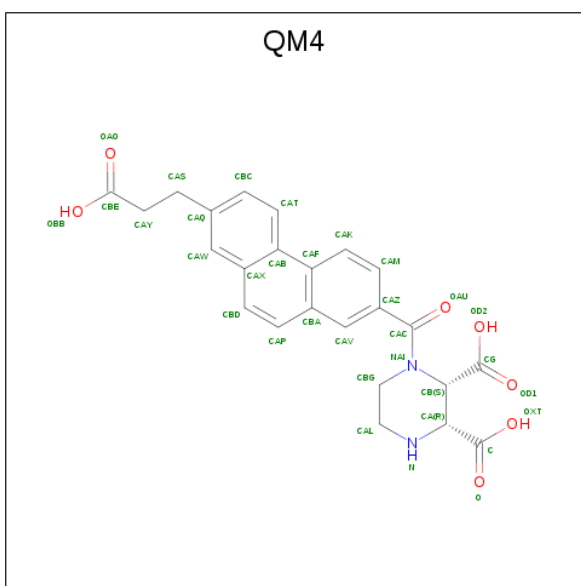 QM4
OAO
CAS
CBC
O
CAT
CBE
CAQ
HO
OBB
CAY
CAK
CAF
CAW
CAB
CAM
CAX
OAU
CAZ
O
OD2
CBD
CBA
OH
CAP
CAV
CAC
NAI
N
CG
O
OD1
CBG
CB(S)
OXT
CA(R)
OH
CAL
N
H
N
C
O
O